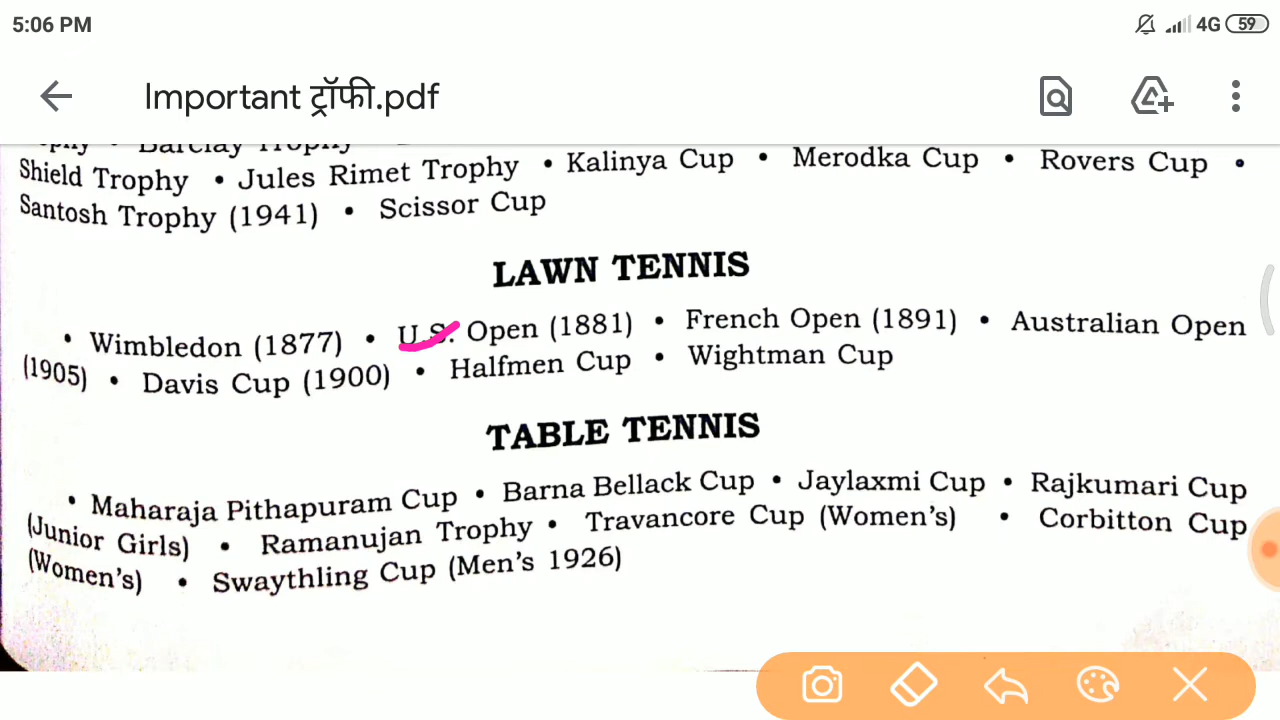 5:06 PM 4G 59
Important ट्रॉफी.pdf
Barclay Trophy
Shield Trophy • Jules Rimet Trophy • Kalinya Cup • Merodka Cup • Rovers Cup •
Santosh Trophy (1941) • Scissor Cup
LAWN TENNIS
• Wimbledon (1877) • U.S. Open (1881) • French Open (1891) • Australian Open
(1905) • Davis Cup (1900) • Halfmen Cup • Wightman Cup
TABLE TENNIS
• Maharaja Pithapuram Cup • Barna Bellack Cup • Jaylaxmi Cup • Rajkumari Cup
(Junior Girls) • Ramanujan Trophy • Travancore Cup (Women's) • Corbitton Cup
(Women's) • Swaythling Cup (Men's 1926)